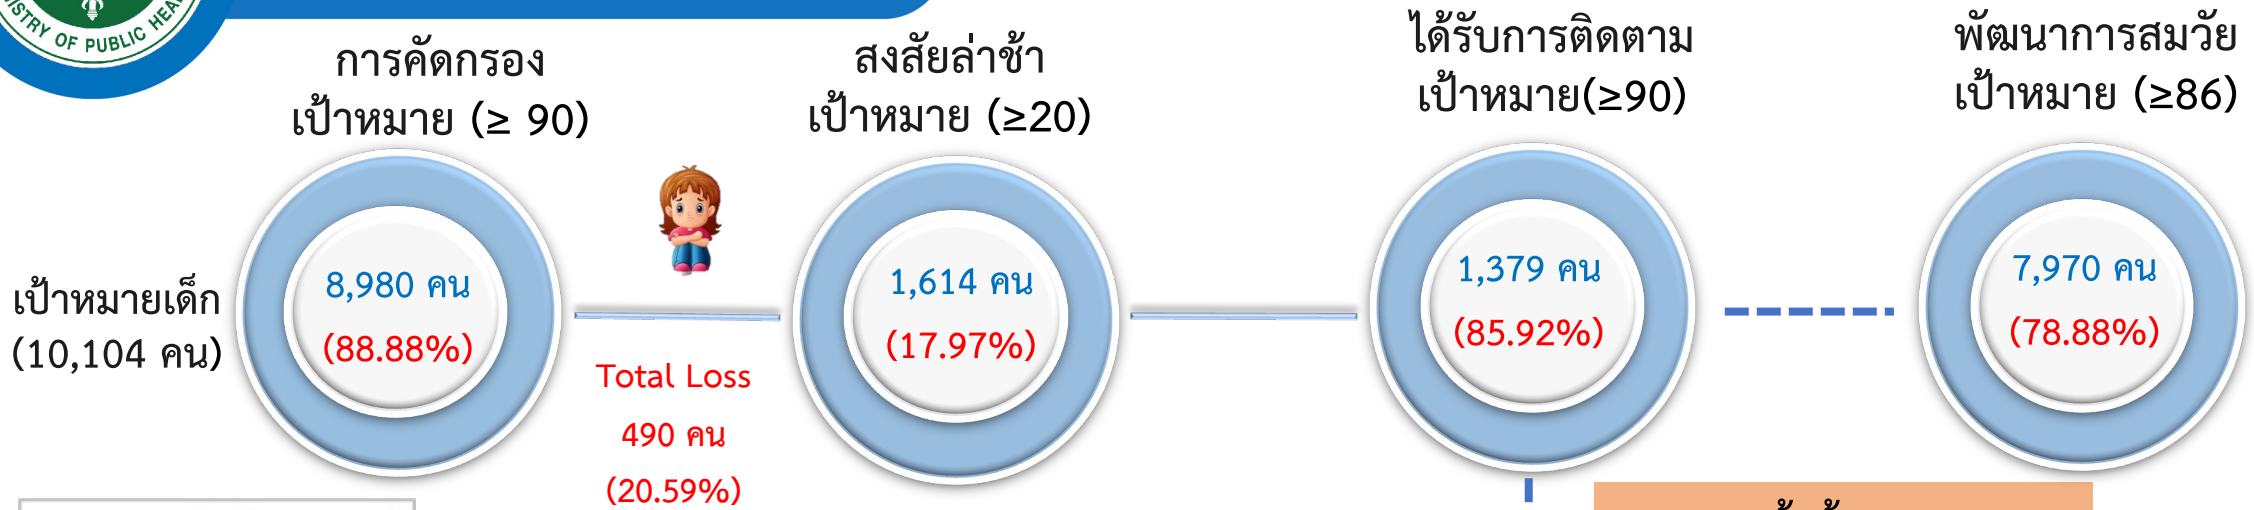 ISTRY OF PUBLIC HEA
การคัดกรอง
เป้าหมาย (≥ 90)
สงสัยล่าช้า
เป้าหมาย (≥20)
ได้รับการติดตาม
เป้าหมาย(≥90)
พัฒนาการสมวัย
เป้าหมาย (≥86)
เป้าหมายเด็ก
(10,104 คน)
8,980 คน
(88.88%)
Total Loss
490 คน
(20.59%)
1,614 คน
(17.97%)
1,379 คน
(85.92%)
7,970 คน
(78.88%)